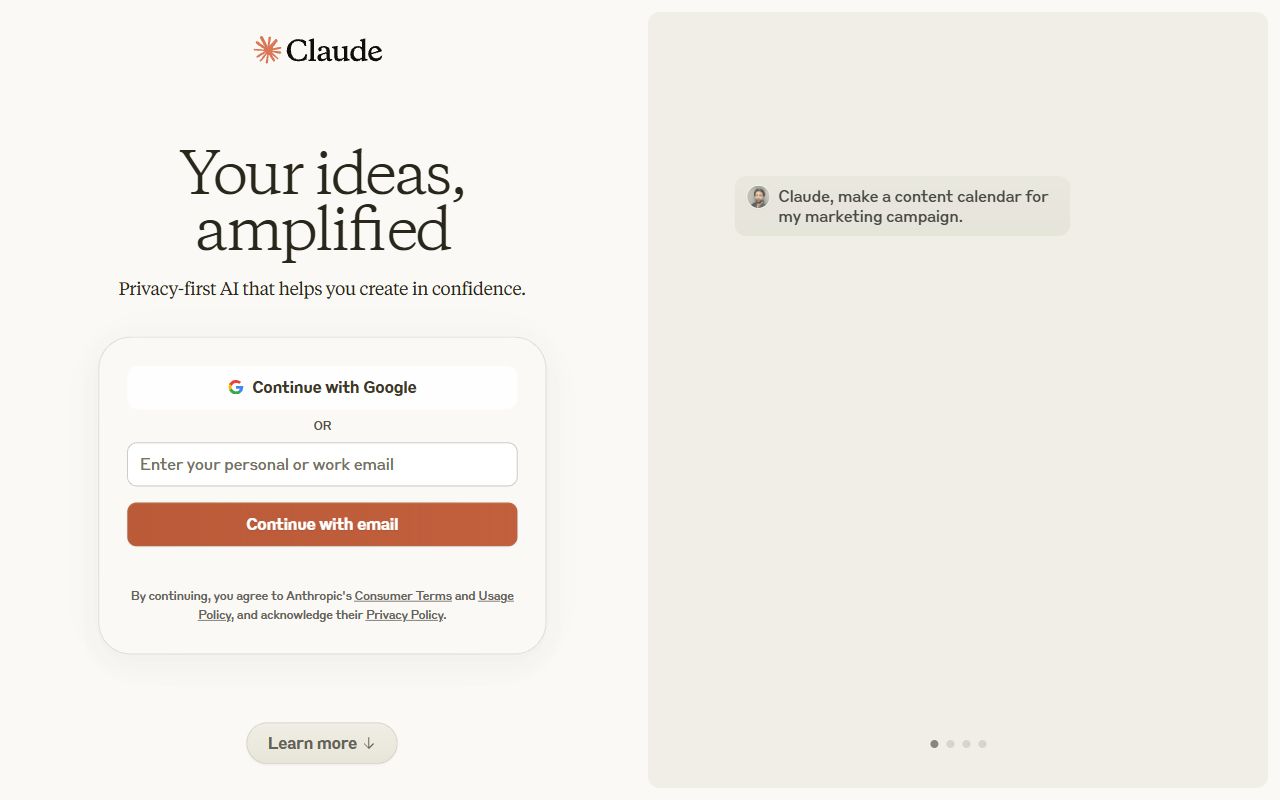 Claude
Your ideas,
amplified
Privacy-first AI that helps you create in confidence.
Continue with Google
OR
Enter your personal or work email
Continue with email
By continuing, you agree to Anthropic's Consumer Terms and Usage
Policy, and acknowledge their Privacy Policy.
Learn more ↓
Claude, make a content calendar for
my marketing campaign.